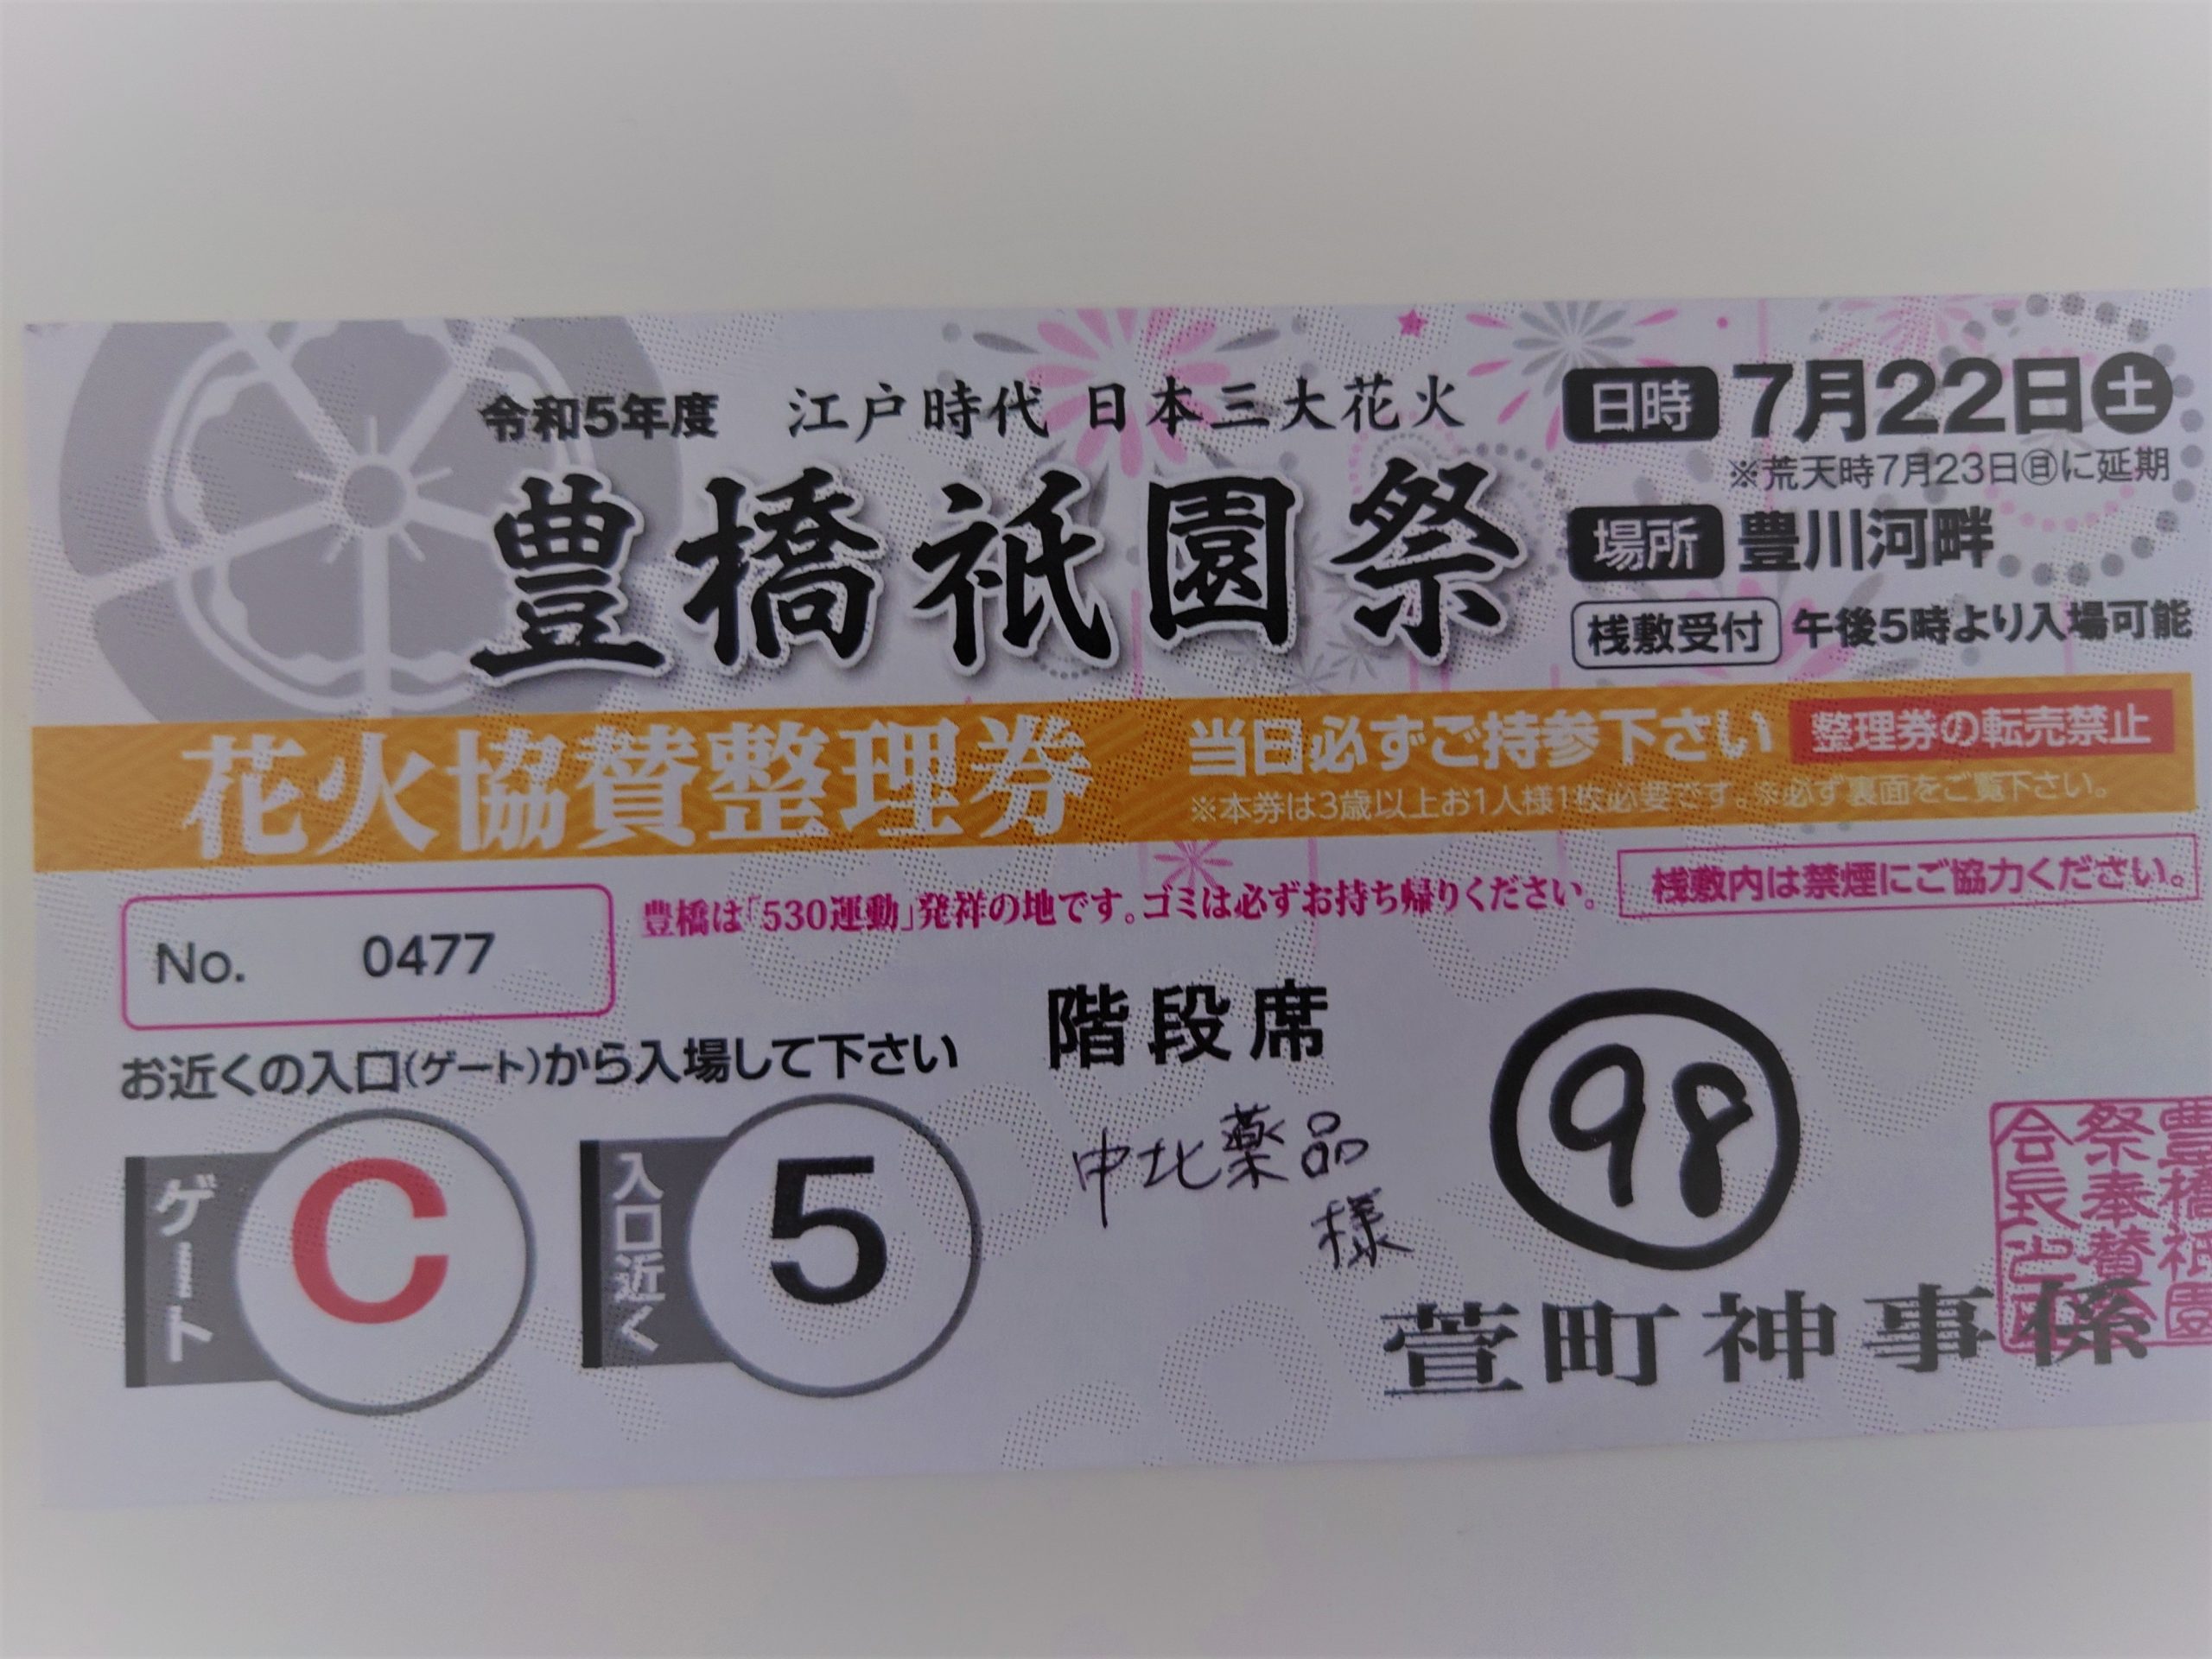 令和5年度 江戸時代 日本三大花火
豊橋祇園祭
日時 7月22日土
※荒天時7月23日日に延期
場所 豊川河畔
桟敷受付 午後5時より入場可能
花火協賛整理券
当日必ずご持参下さい 整理券の転売禁止
※本券は3歳以上お1人様1枚必要です。※必ず裏面をご覧下さい。
No. 0477
豊橋は「530運動」発祥の地です。ゴミは必ずお持ち帰りください。
桟敷内は禁煙にご協力ください。
お近くの入口(ゲート)から入場して下さい
ゲート C
入口近く 5
階段席
中北薬品
様
98
萱町神事係
豊橋祇園
祭奉賛会
会長之印